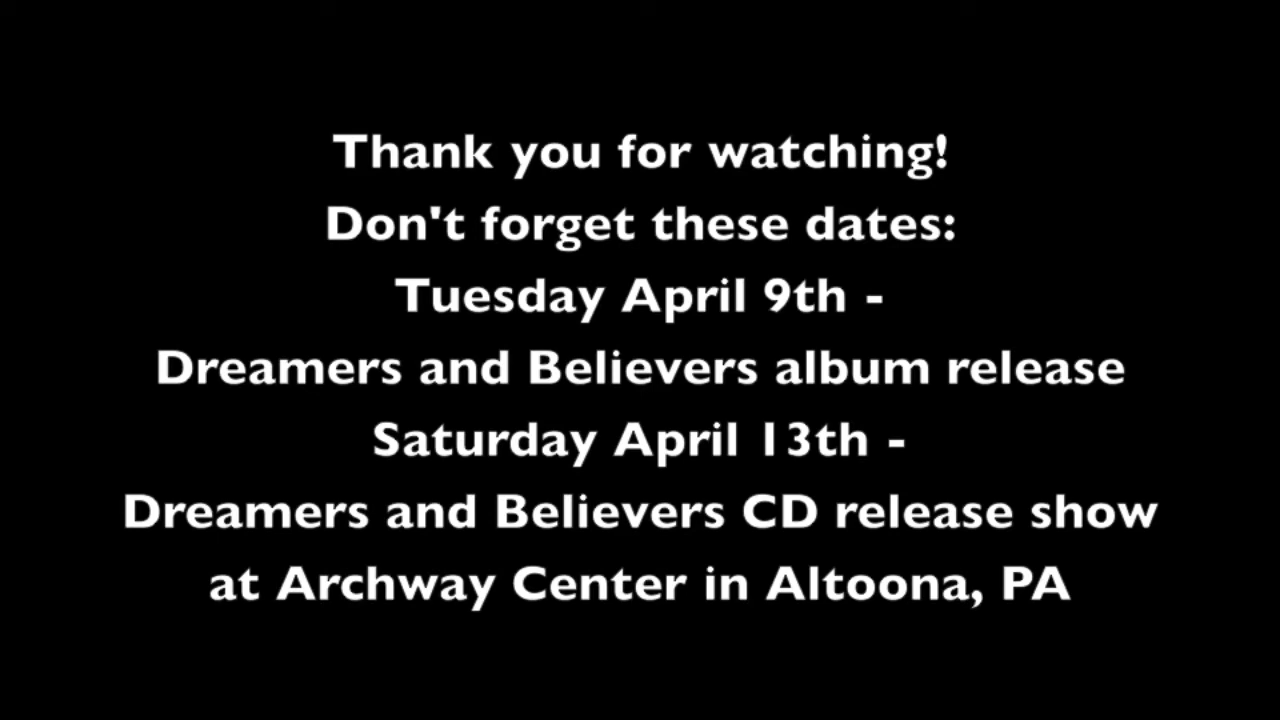 Thank you for watching!
Don't forget these dates:
Tuesday April 9th -
Dreamers and Believers album release
Saturday April 13th -
Dreamers and Believers CD release show
at Archway Center in Altoona, PA